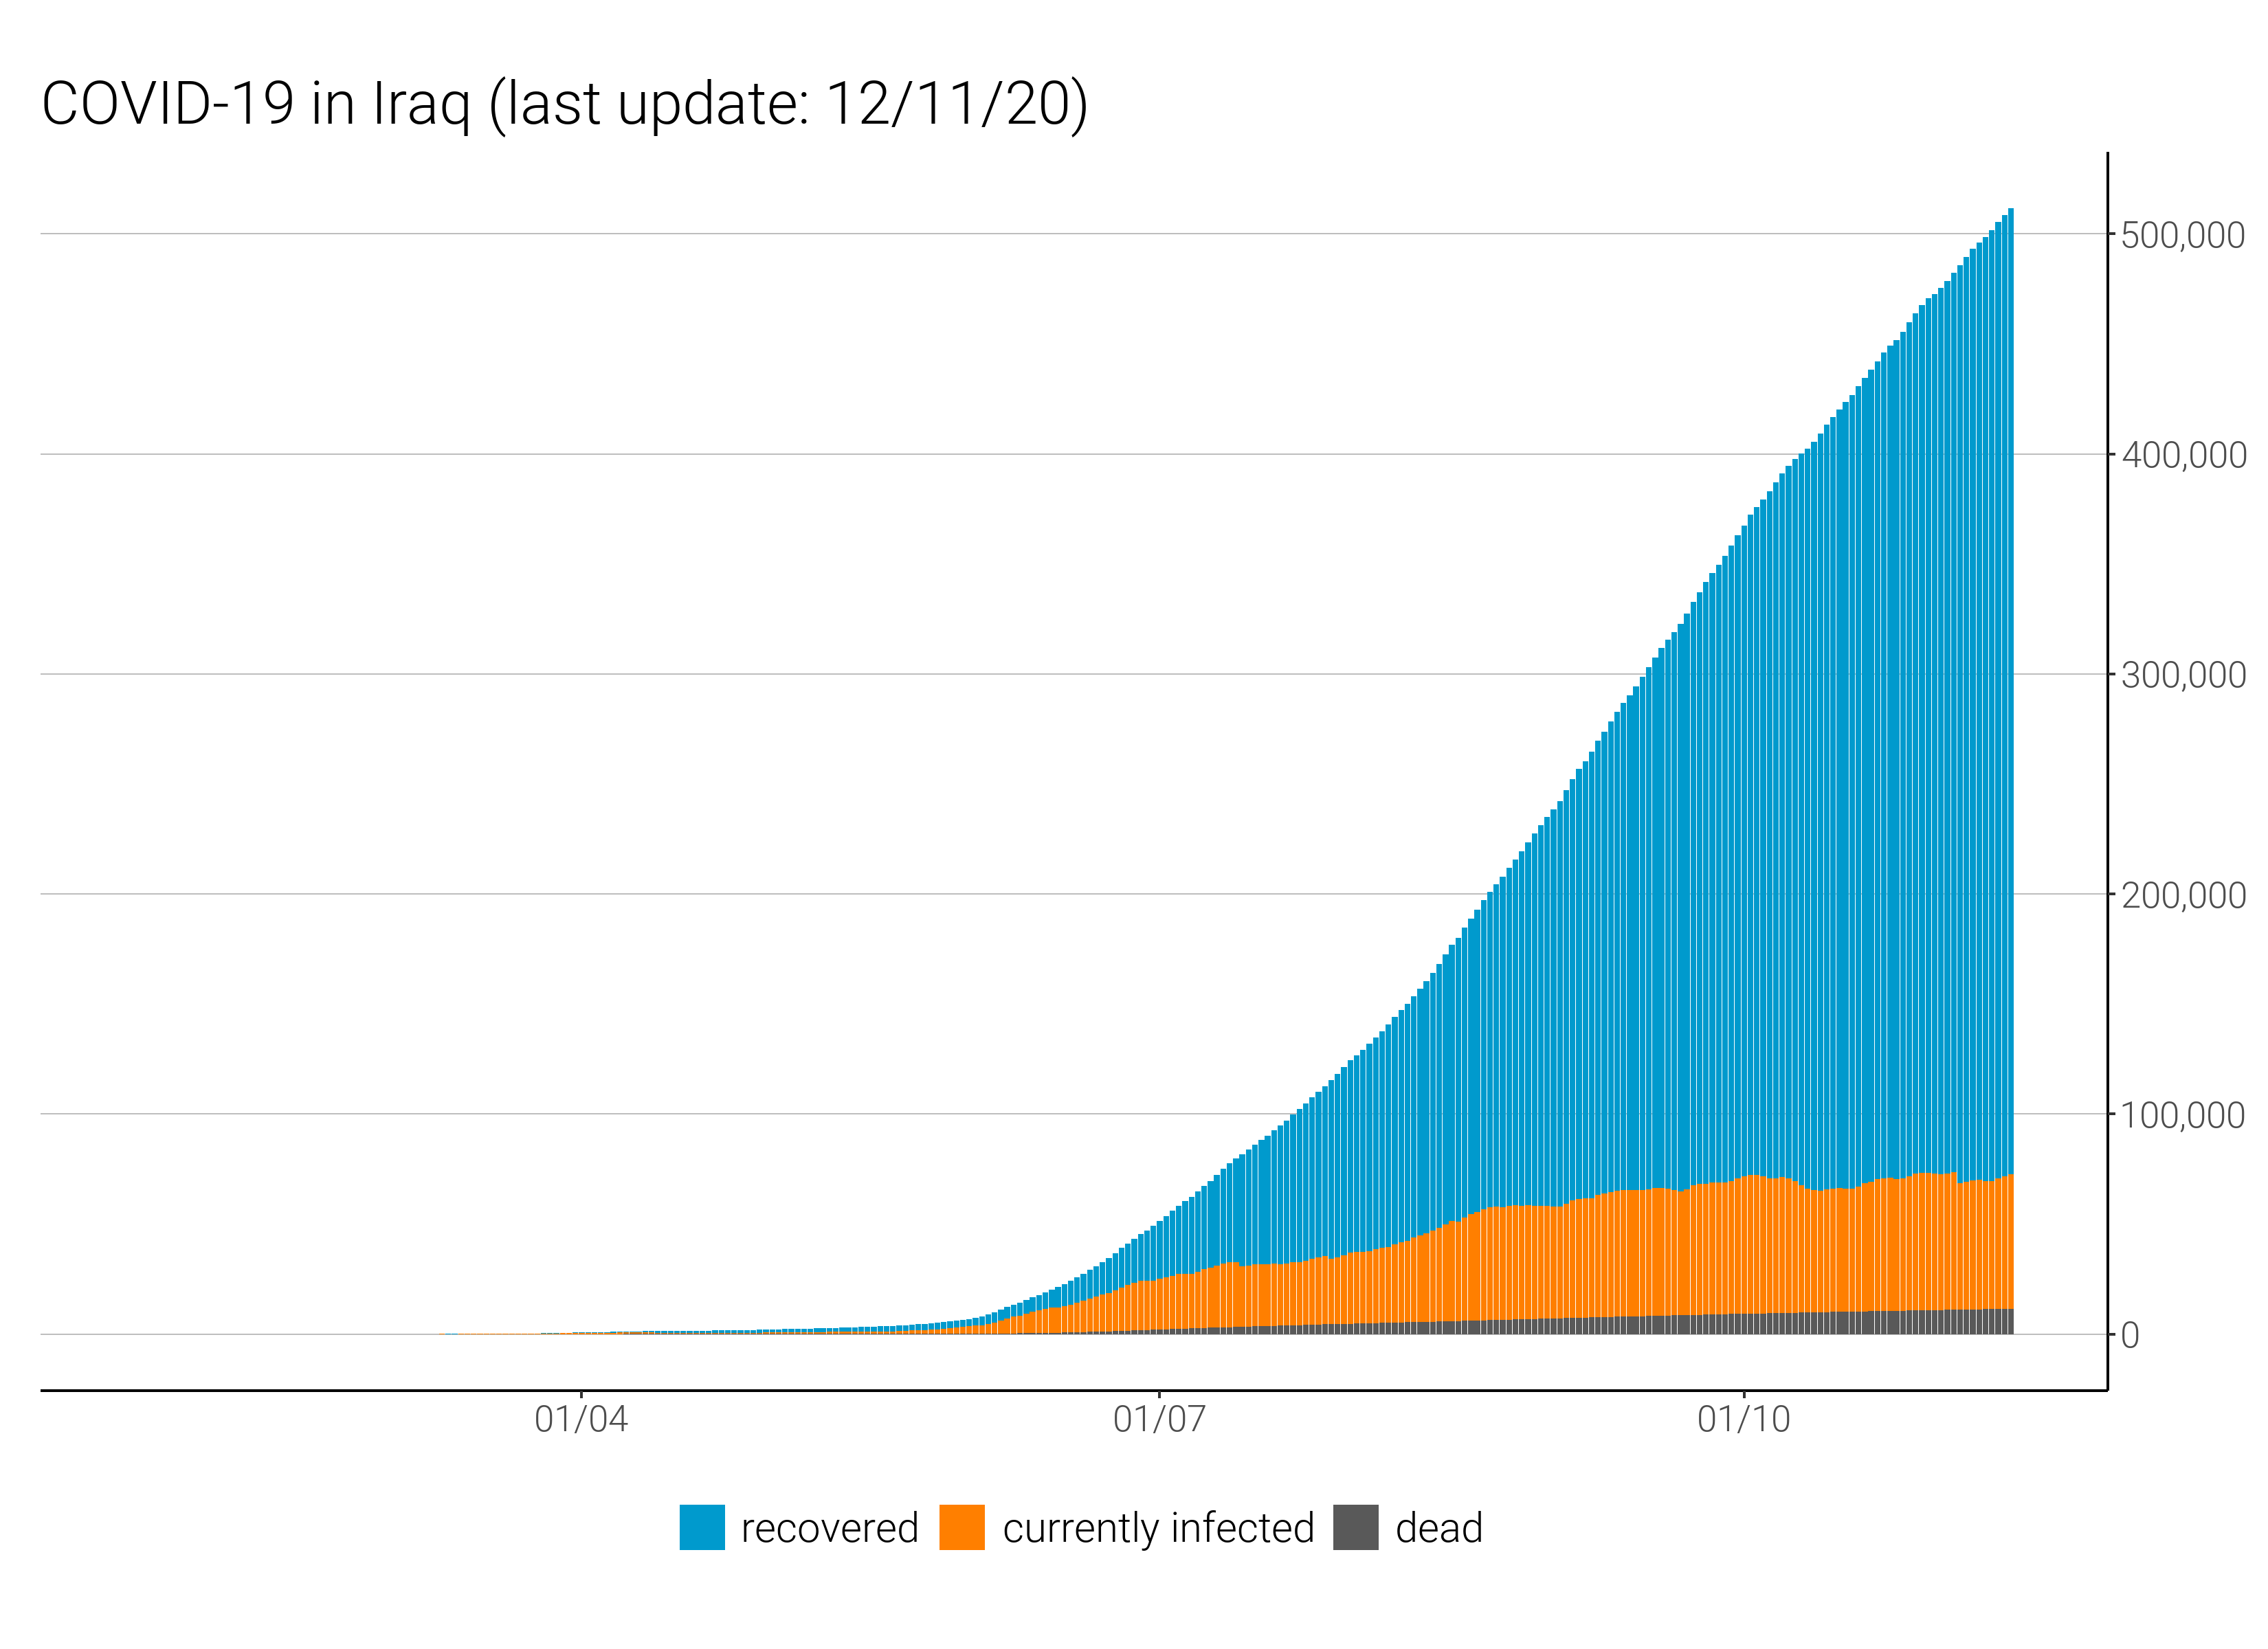 COVID-19 in Iraq (last update: 12/11/20)
500,000
400,000
300,000
200,000
100,000
0
01/04 01/07 01/10
recovered currently infected dead